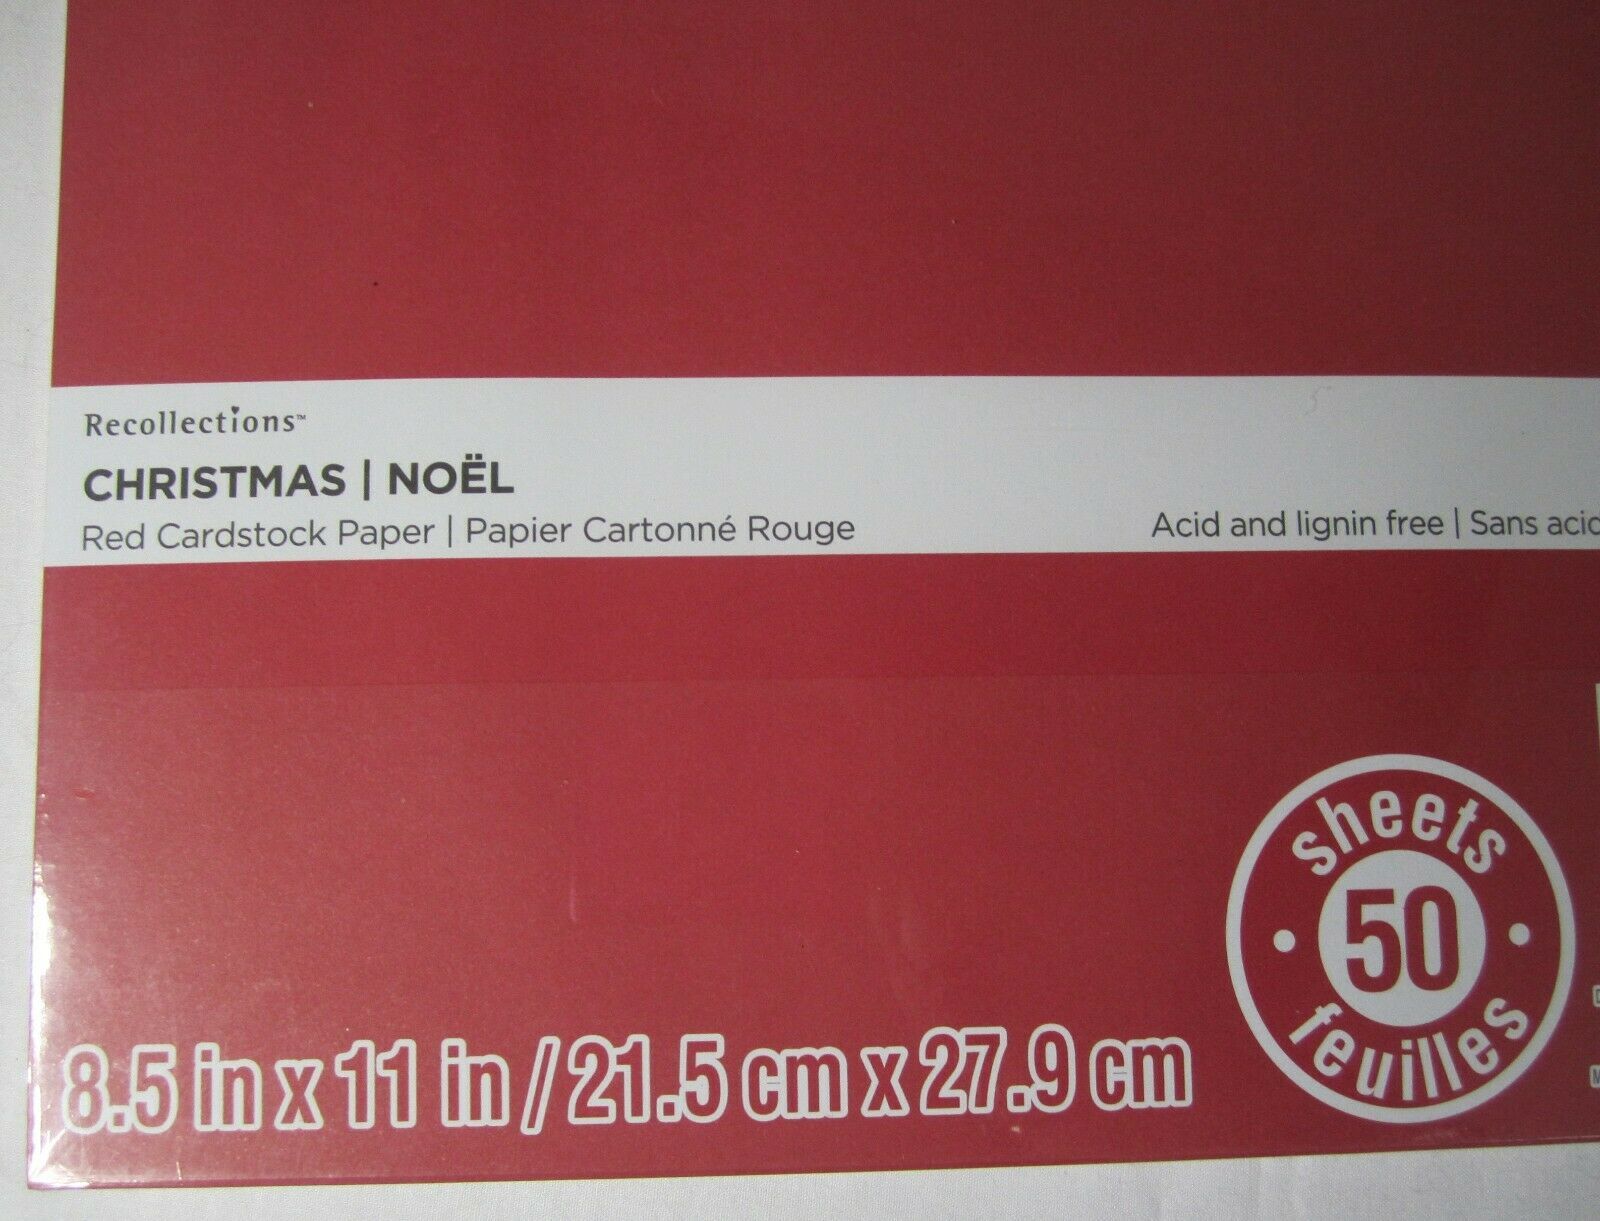 Recollections™
CHRISTMAS | NOËL
Red Cardstock Paper | Papier Cartonné Rouge
Acid and lignin free | Sans acid
sheets
50
feuilles
8.5 in x 11 in / 21.5 cm x 27.9 cm